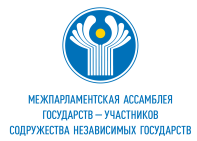 МЕЖПАРЛАМЕНТСКАЯ АССАМБЛЕЯ
ГОСУДАРСТВ – УЧАСТНИКОВ
СОДРУЖЕСТВА НЕЗАВИСИМЫХ ГОСУДАРСТВ